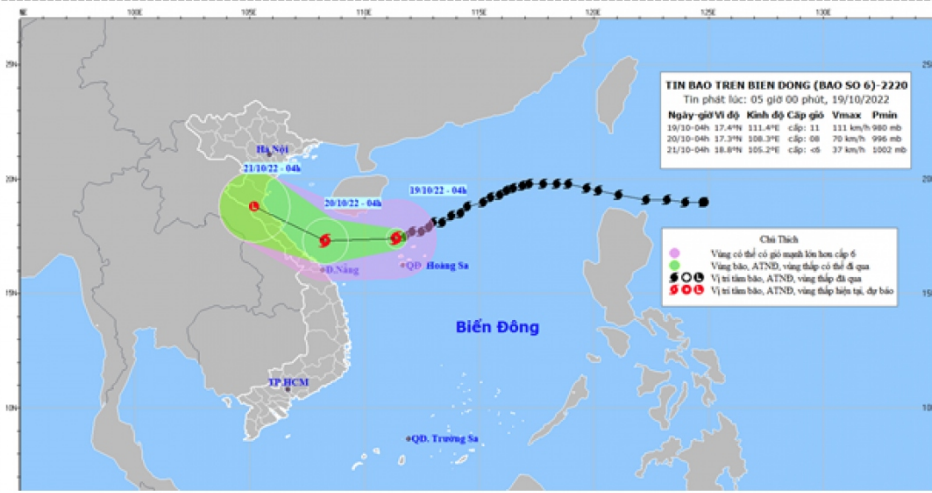 105E
110E
115E
120E
125E
130E
25N
20N
15N
10N
TIN BAO TREN BIEN DONG (BAO SO 6)-2220
Tin phát lúc: 05 giờ 00 phút, 19/10/2022
Ngày-giờ Vĩ độ Kinh độ Cấp gió Vmax Pmin
19/10-04h 17.4°N 111.4°E cấp: 11 111 km/h 980 mb
20/10-04h 17.3°N 108.3°E cấp: 08 70 km/h 996 mb
21/10-04h 18.8°N 105.2°E cấp: <6 37 km/h 1002 mb
Hà Nội
21/10/22 - 04h
20/10/22 - 04h
19/10/22 - 04h
Đ.Nẵng
QĐ. Hoàng Sa
Biển Đông
TP.HCM
QĐ. Trường Sa
Chú Thích
Vùng có thể có gió mạnh lớn hơn cấp 6
Vùng bão, ATNĐ, vùng thấp có thể đi qua
Vị trí tâm bão, ATNĐ, vùng thấp đã qua
Vị trí tâm bão, ATNĐ, vùng thấp hiện tại, dự báo